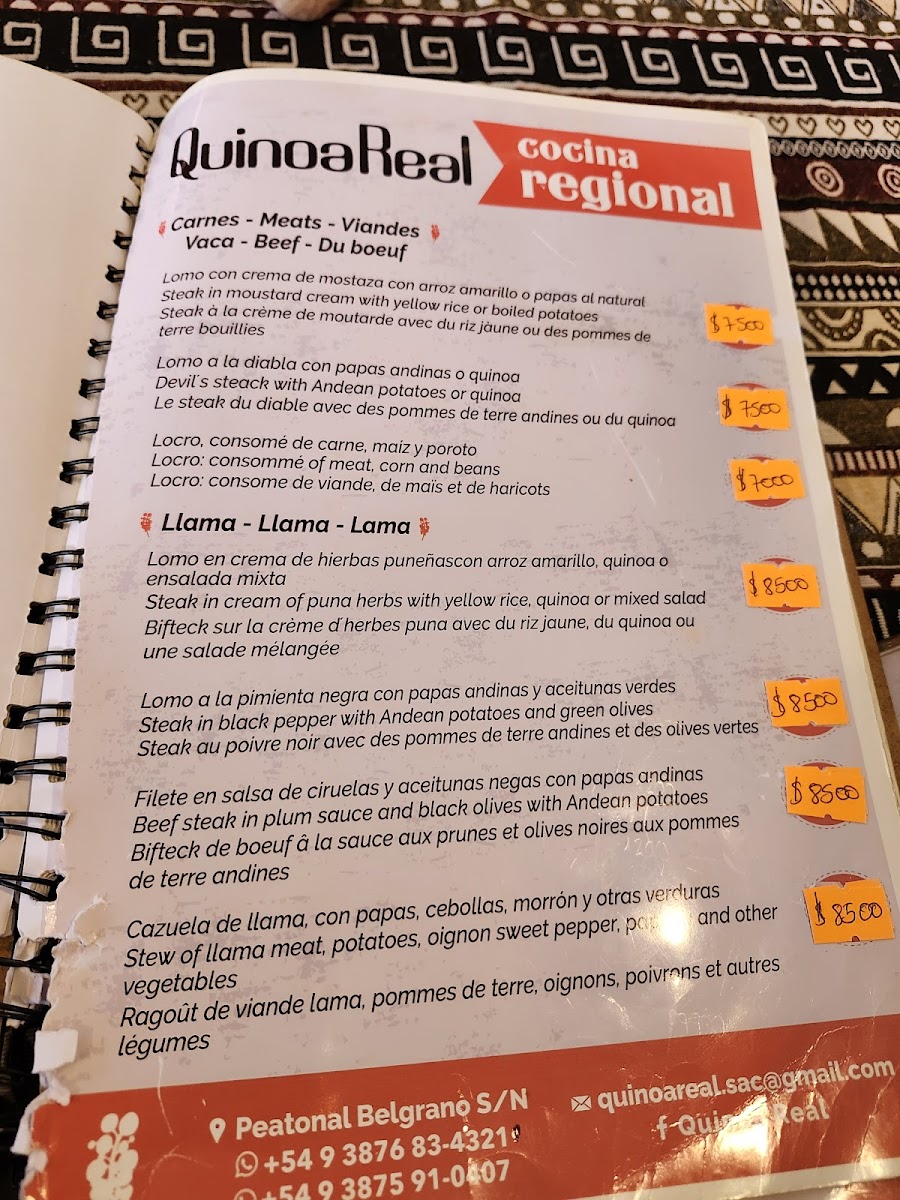 QuinoaReal
cocina
regional
Carnes - Meats - Viandes
Vaca - Beef - Du boeuf
Lomo con crema de mostaza con arroz amarillo o papas al natural
Steak in moustard cream with yellow rice or boiled potatoes
Steak à la crème de moutarde avec du riz jàune ou des pommes de
terre bouillies
$7500
Lomo a la diabla con papas andinas o quinoa
Devil's steack with Andean potatoes or quinoa
Le steak du diable avec des pommes de terre andines ou du quinoa
$7500
Locro, consomé de carne, maíz y poroto
Locro: consommé of meat, corn and beans
Locro: consome de viande, de maïs et de haricots
$7000
Llama - Llama - Lama
Lomo en crema de hierbas puneñascon arroz amarillo, quinoa o
ensalada mixta
Steak in cream of puna herbs with yellow rice, quinoa or mixed salad
Bifteck sur la crème d'herbes puna avec du riz jaune, du quinoa ou
une salade mélangée
$8500
Lomo a la pimienta negra con papas andinas y aceitunas verdes
Steak in black pepper with Andean potatoes and green olives
Steak au poivre noir avec des pommes de terre andines et des olives vertes
$8500
Filete en salsa de ciruelas y aceitunas negas con papas andinas
Beef steak in plum sauce and black olives with Andean potatoes
Bifteck de boeuf â la sauce aux prunes et olives noires aux pommes
de terre andines
$8500
Cazuela de llama, con papas, cebollas, morrón y otras verduras
Stew of llama meat, potatoes, oignon sweet pepper, and other
vegetables
Ragoût de viande lama, pommes de terre, oignons, poivrons et autres
légumes
$8500
Peatonal Belgrano S/N
+54 9 3876 83-4321
+54 9 3875 91-0407
quinoareal.sac@gmail.com
f-Quinoa Real